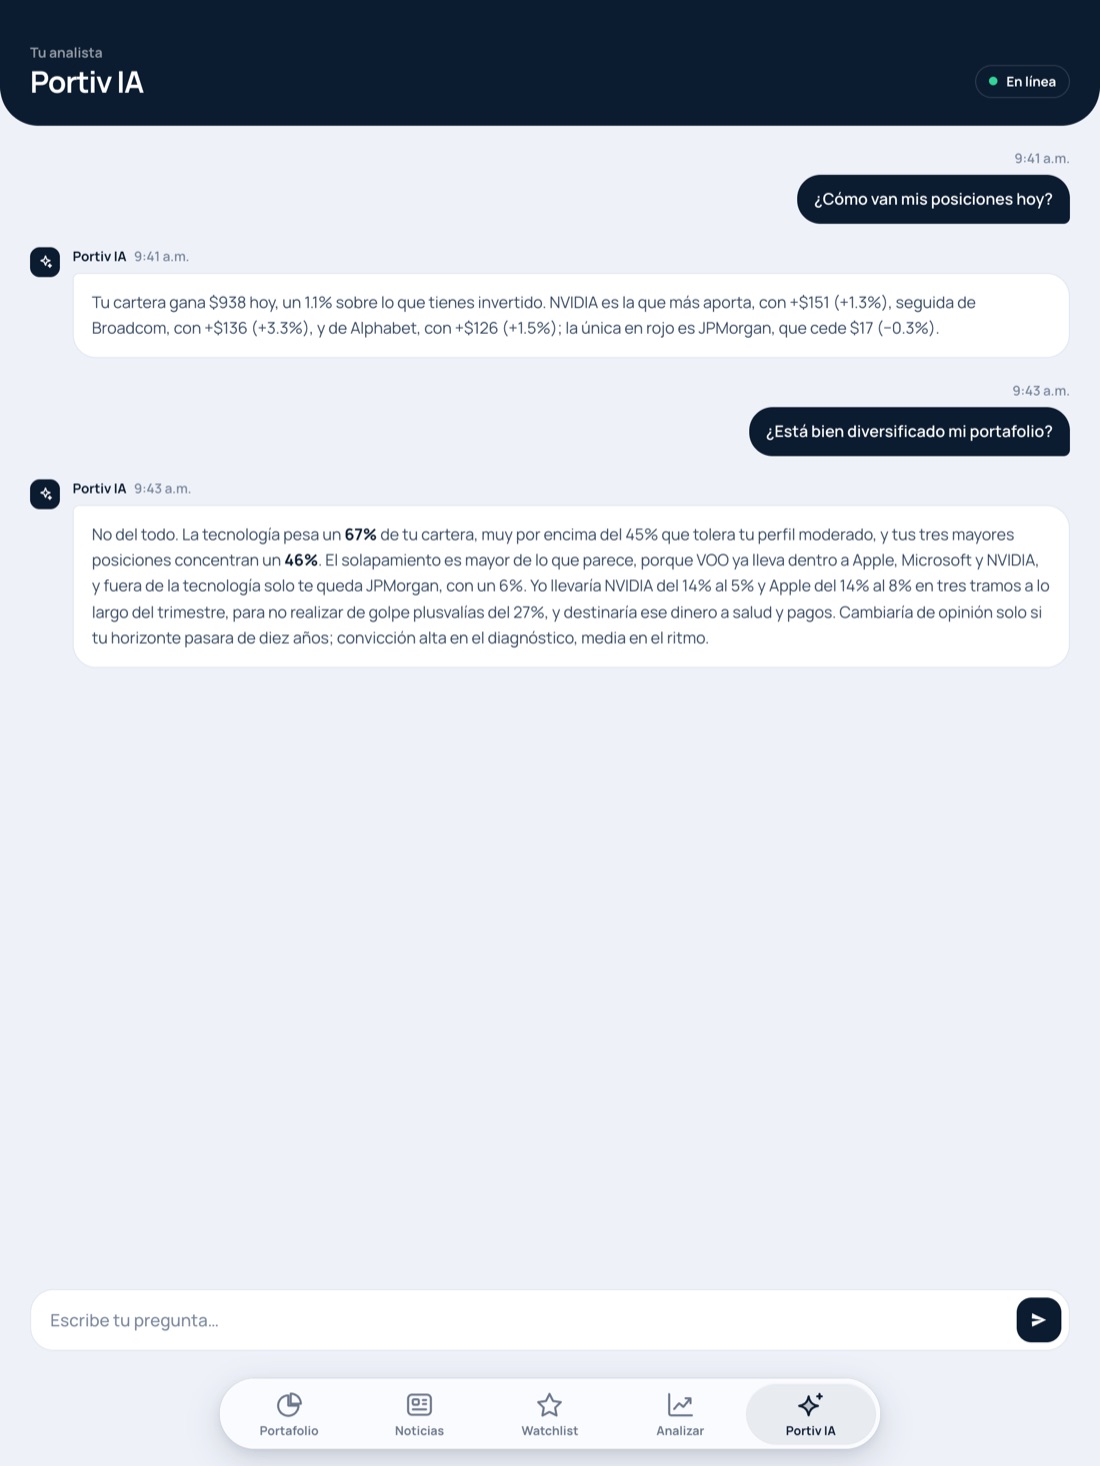 Tu analista
Portiv IA
En línea
9:41 a.m.
¿Cómo van mis posiciones hoy?
Portiv IA 9:41 a.m.
Tu cartera gana $938 hoy, un 1.1% sobre lo que tienes invertido. NVIDIA es la que más aporta, con +$151 (+1.3%), seguida de
Broadcom, con +$136 (+3.3%), y de Alphabet, con +$126 (+1.5%); la única en rojo es JPMorgan, que cede $17 (−0.3%).
9:43 a.m.
¿Está bien diversificado mi portafolio?
Portiv IA 9:43 a.m.
No del todo. La tecnología pesa un 67% de tu cartera, muy por encima del 45% que tolera tu perfil moderado, y tus tres mayores
posiciones concentran un 46%. El solapamiento es mayor de lo que parece, porque VOO ya lleva dentro a Apple, Microsoft y NVIDIA,
y fuera de la tecnología solo te queda JPMorgan, con un 6%. Yo llevaría NVIDIA del 14% al 5% y Apple del 14% al 8% en tres tramos a lo
largo del trimestre, para no realizar de golpe plusvalías del 27%, y destinaría ese dinero a salud y pagos. Cambiaría de opinión solo si
tu horizonte pasara de diez años; convicción alta en el diagnóstico, media en el ritmo.
Escribe tu pregunta…
Portafolio
Noticias
Watchlist
Analizar
Portiv IA